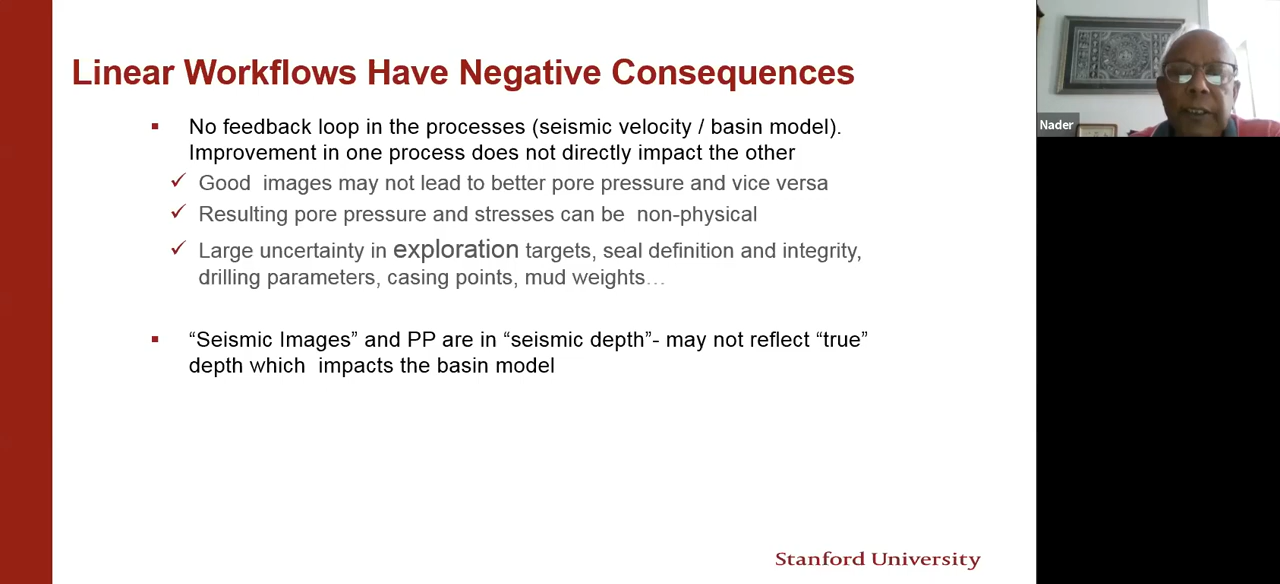 Linear Workflows Have Negative Consequences
No feedback loop in the processes (seismic velocity / basin model).
Improvement in one process does not directly impact the other
Good images may not lead to better pore pressure and vice versa
Resulting pore pressure and stresses can be non-physical
Large uncertainty in exploration targets, seal definition and integrity,
drilling parameters, casing points, mud weights…
“Seismic Images” and PP are in “seismic depth”- may not reflect “true”
depth which impacts the basin model
Stanford University
Nader